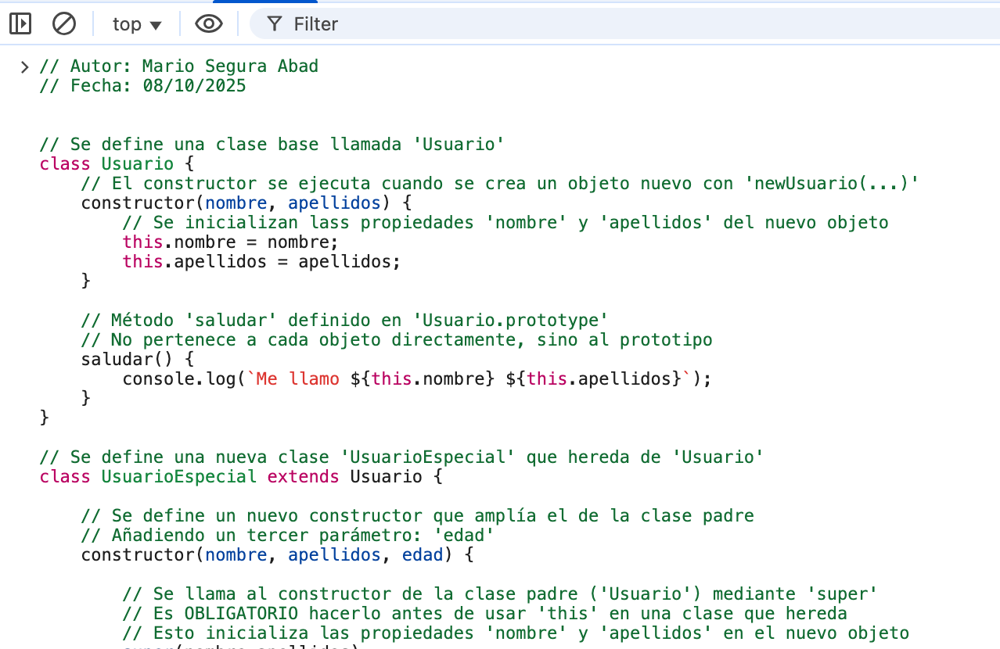 top ▼ Filter
> // Autor: Mario Segura Abad
// Fecha: 08/10/2025
// Se define una clase base llamada 'Usuario'
class Usuario {
// El constructor se ejecuta cuando se crea un objeto nuevo con 'newUsuario(...)'
constructor(nombre, apellidos) {
// Se inicializan lass propiedades 'nombre' y 'apellidos' del nuevo objeto
this.nombre = nombre;
this.apellidos = apellidos;
}
// Método 'saludar' definido en 'Usuario.prototype'
// No pertenece a cada objeto directamente, sino al prototipo
saludar() {
console.log(`Me llamo ${this.nombre} ${this.apellidos}`);
}
}
// Se define una nueva clase 'UsuarioEspecial' que hereda de 'Usuario'
class UsuarioEspecial extends Usuario {
// Se define un nuevo constructor que amplía el de la clase padre
// Añadiendo un tercer parámetro: 'edad'
constructor(nombre, apellidos, edad) {
// Se llama al constructor de la clase padre ('Usuario') mediante 'super'
// Es OBLIGATORIO hacerlo antes de usar 'this' en una clase que hereda
// Esto inicializa las propiedades 'nombre' y 'apellidos' en el nuevo objeto